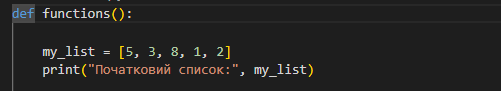 def functions():
my_list = [5, 3, 8, 1, 2]
print("Початковий список:", my_list)